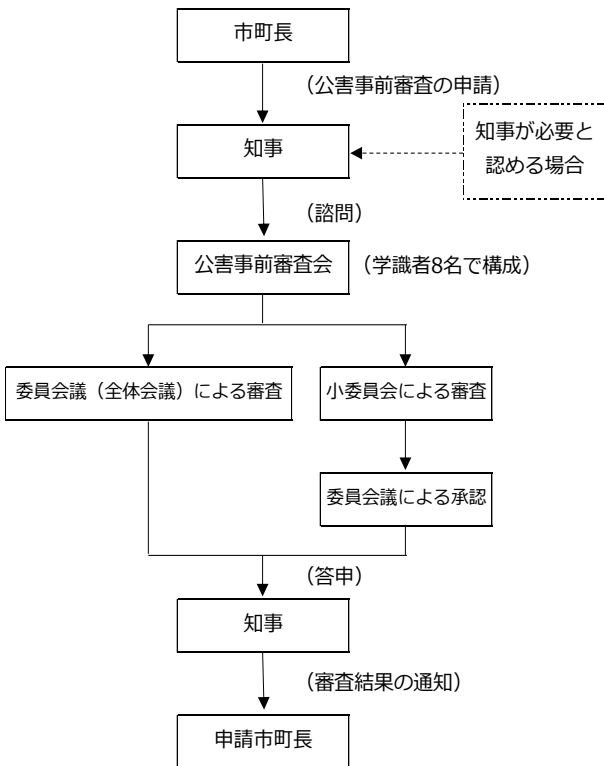 市町長
（公害事前審査の申請）
知事が必要と
認める場合
知事
（諮問）
公害事前審査会
（学識者8名で構成）
委員会議（全体会議）による審査
小委員会による審査
委員会議による承認
（答申）
知事
（審査結果の通知）
申請市町長